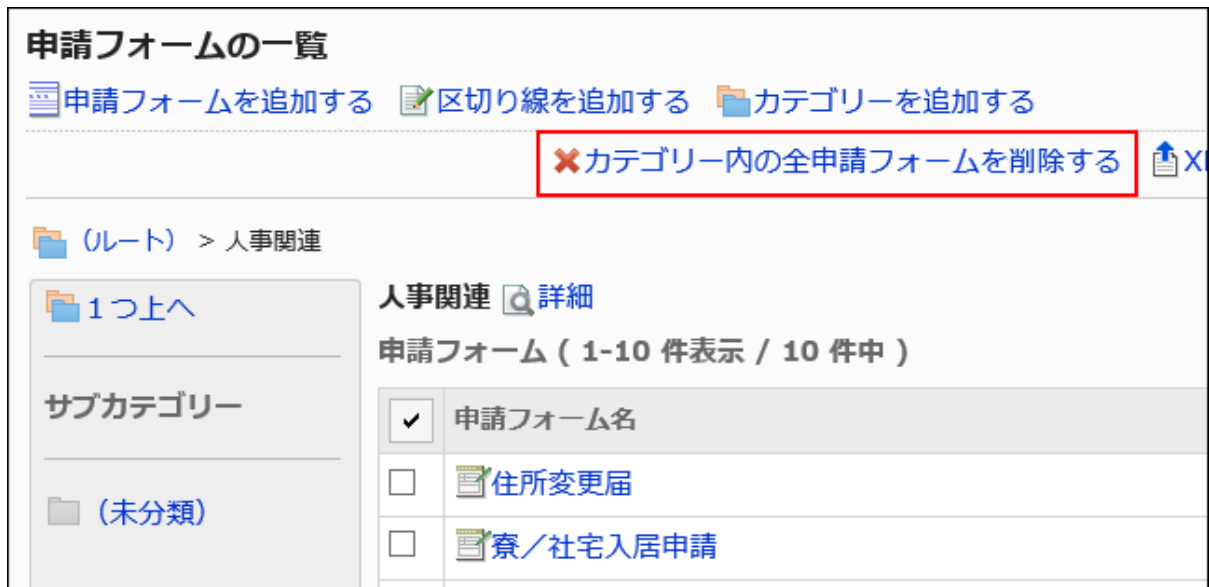 申請フォームの一覧
申請フォームを追加する 区切り線を追加する カテゴリーを追加する
カテゴリー内の全申請フォームを削除する
(ルート) > 人事関連
1つ上へ
サブカテゴリー
(未分類)
人事関連 詳細
申請フォーム ( 1-10 件表示 / 10 件中 )
申請フォーム名
住所変更届
寮／社宅入居申請